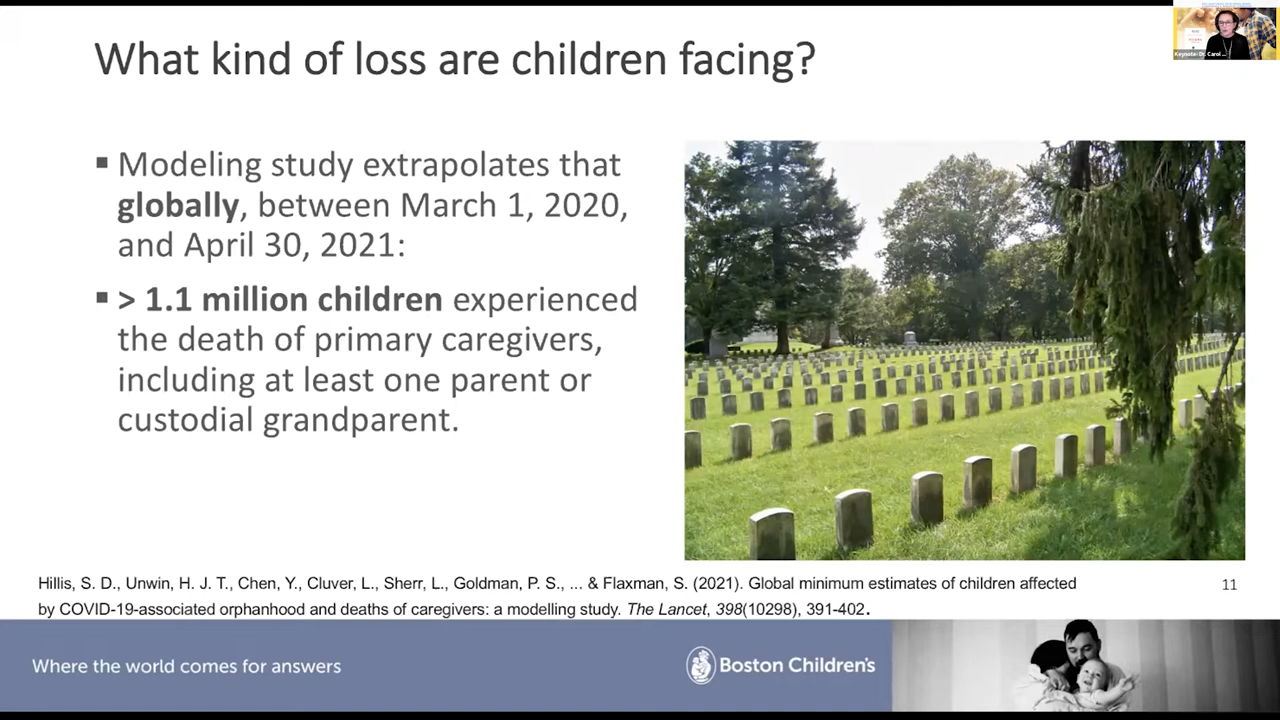 What kind of loss are children facing?
▪ Modeling study extrapolates that
globally, between March 1, 2020,
and April 30, 2021:
▪ > 1.1 million children experienced
the death of primary caregivers,
including at least one parent or
custodial grandparent.
Hillis, S. D., Unwin, H. J. T., Chen, Y., Cluver, L., Sherr, L., Goldman, P. S., ... & Flaxman, S. (2021). Global minimum estimates of children affected
by COVID-19-associated orphanhood and deaths of caregivers: a modelling study. The Lancet, 398(10298), 391-402.
11
Where the world comes for answers
Boston Children's
Keynote: Dr. Carol ...